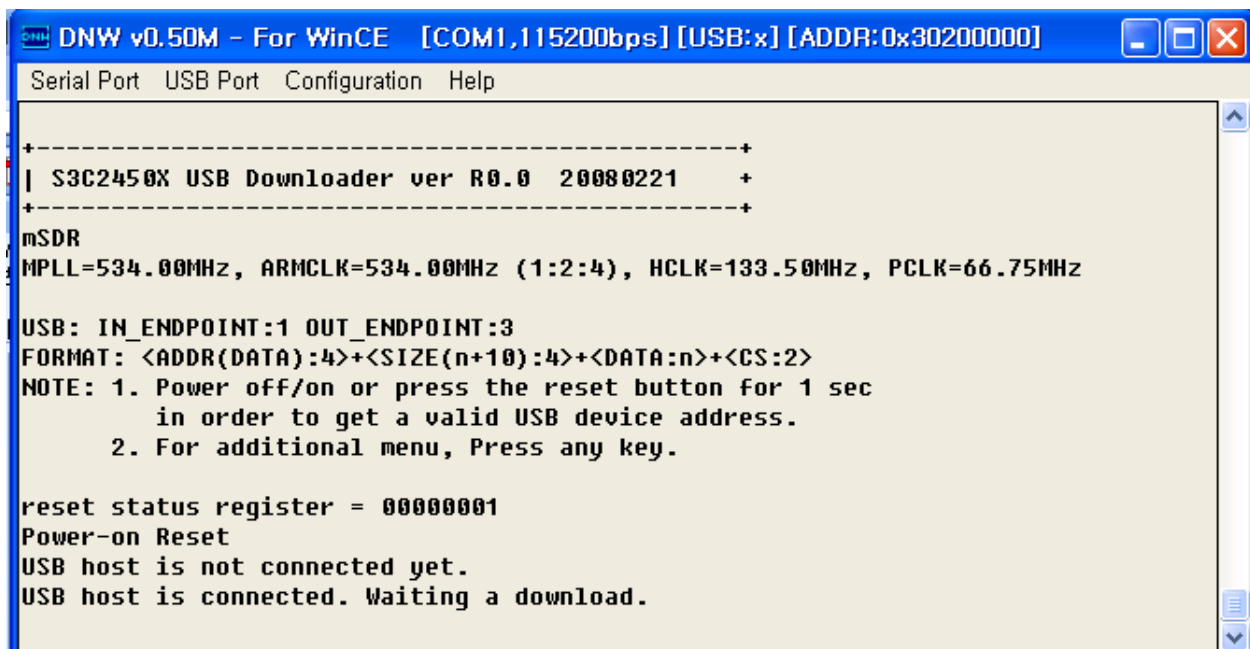 DNW v0.50M - For WinCE [COM1,115200bps][USB:x][ADDR:0x30200000]
Serial Port USB Port Configuration Help
+-----------------------------------------------+
| S3C2450X USB Downloader ver R0.0 20080221 +
+-----------------------------------------------+
mSDR
MPLL=534.00MHz, ARMCLK=534.00MHz (1:2:4), HCLK=133.50MHz, PCLK=66.75MHz
USB: IN_ENDPOINT:1 OUT_ENDPOINT:3
FORMAT: <ADDR(DATA):4>+<SIZE(n+10):4>+<DATA:n>+<CS:2>
NOTE: 1. Power off/on or press the reset button for 1 sec
in order to get a valid USB device address.
2. For additional menu, Press any key.
reset status register = 00000001
Power-on Reset
USB host is not connected yet.
USB host is connected. Waiting a download.